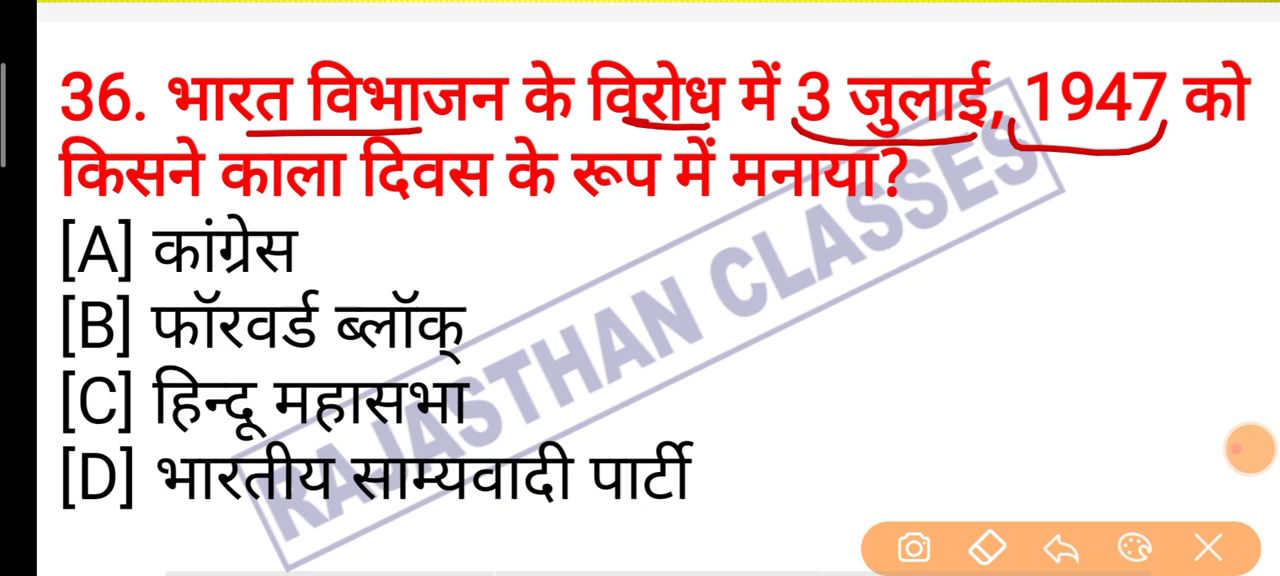 36. भारत विभाजन के विरोध में 3 जुलाई, 1947 को
किसने काला दिवस के रूप में मनाया?
[A] कांग्रेस
[B] फॉरवर्ड ब्लॉक्
[C] हिन्दू महासभा
[D] भारतीय साम्यवादी पार्टी
RAJASTHAN CLASSES